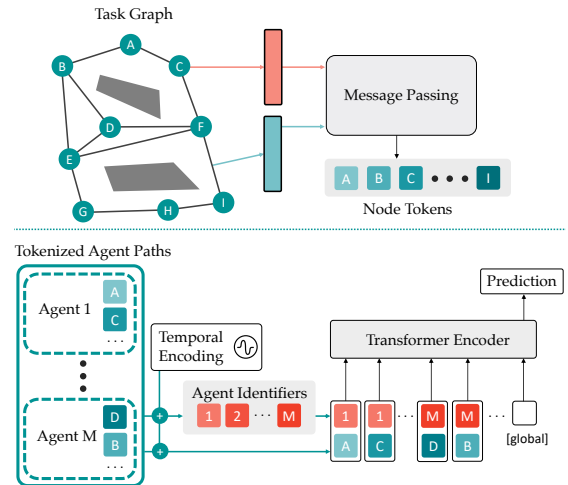 Task Graph
A
B
C
D
E
F
G
H
I
Message Passing
A B C • • • I
Node Tokens
Tokenized Agent Paths
Agent 1
A
C
...
Agent M
D
B
...
Temporal
Encoding
+
+
Agent Identifiers
1 2 ... M
Prediction
Transformer Encoder
1 1 ... M M ...
A C D B
[global]